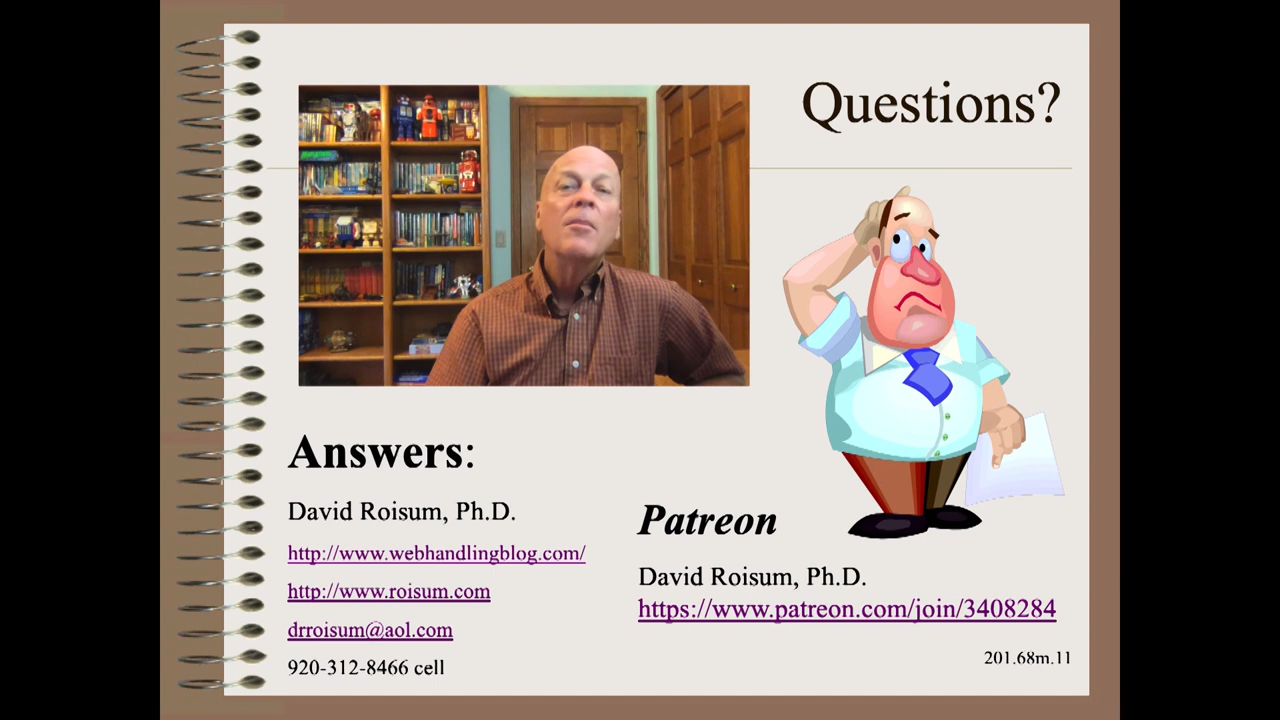 Questions?
Answers:
David Roisum, Ph.D.
http://www.webhandlingblog.com/
http://www.roisum.com
drroisum@aol.com
920-312-8466 cell
Patreon
David Roisum, Ph.D.
https://www.patreon.com/join/3408284
201.68m.11